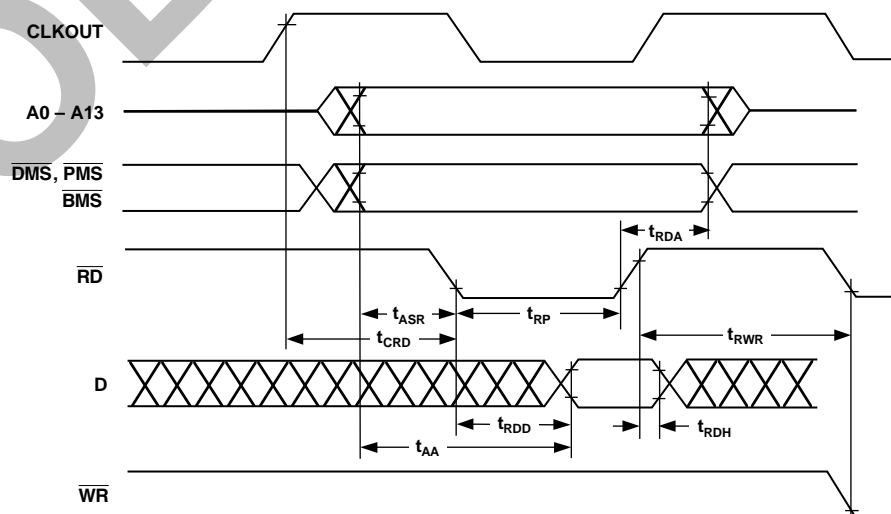 CLKOUT
A0 – A13
DMS, PMS
BMS
tRDA
RD
tASR
tRP
tCRD
tRWR
D
tRDD
tRDH
tAA
WR